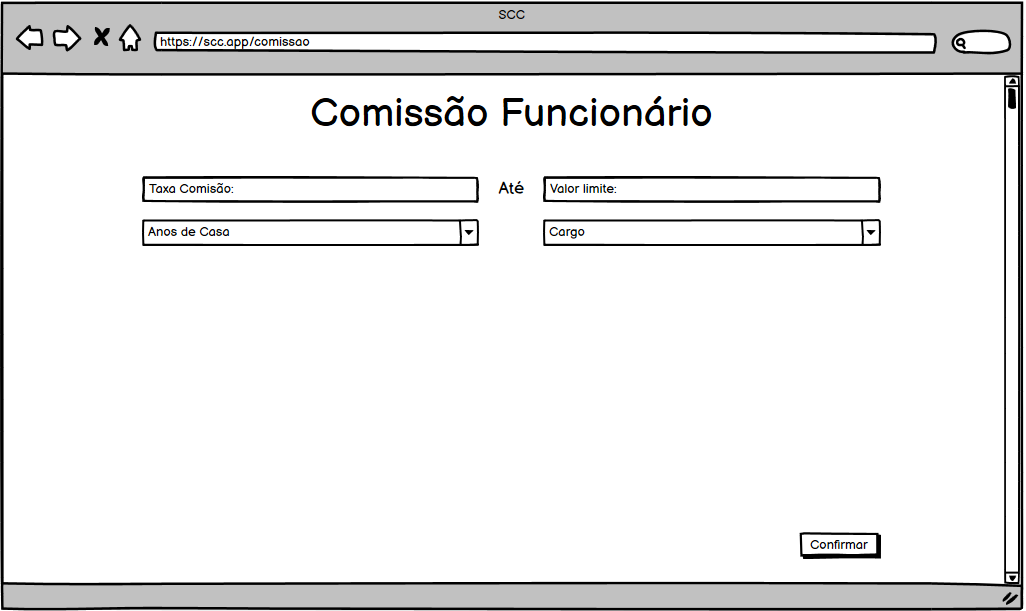 SCC
https://scc.app/comissao
Comissão Funcionário
Taxa Comisão: Até Valor limite:
Anos de Casa Cargo
Confirmar